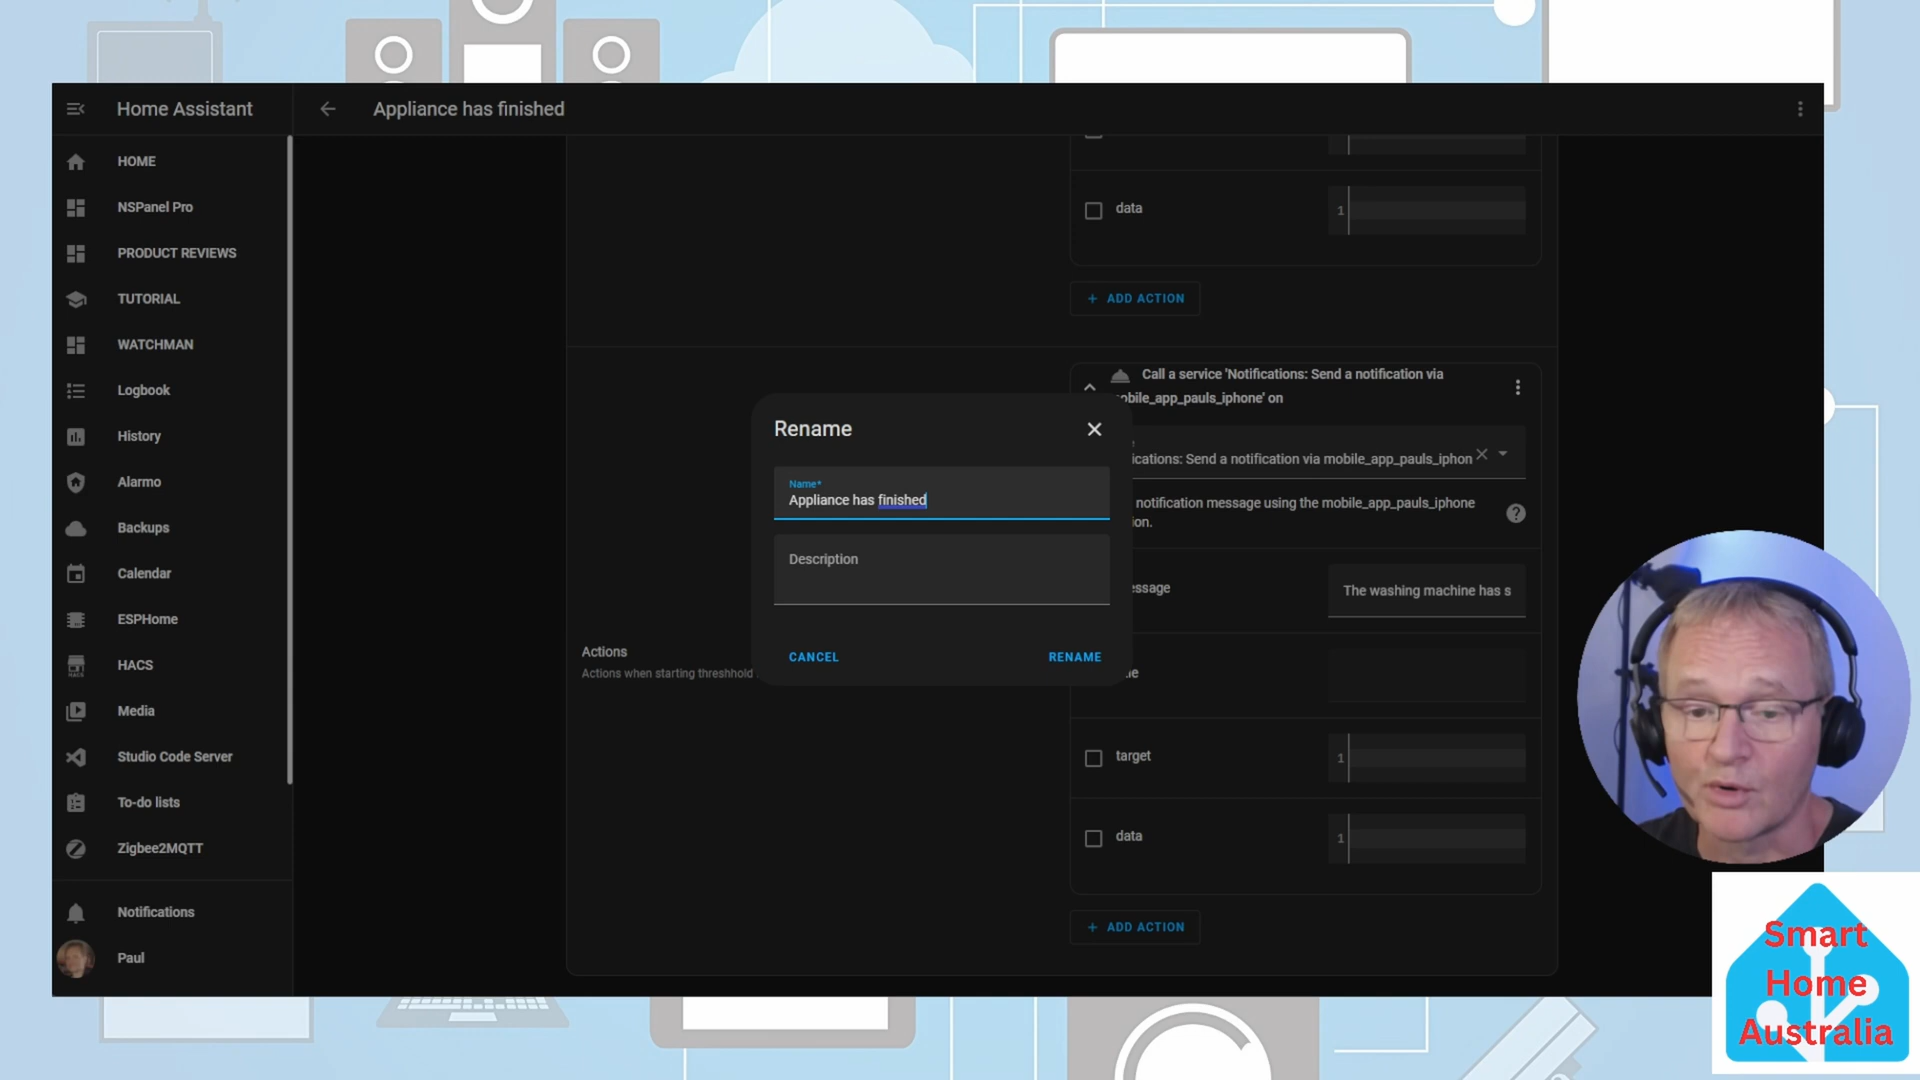 Home Assistant
Appliance has finished
HOME
NSPanel Pro
PRODUCT REVIEWS
TUTORIAL
WATCHMAN
Logbook
History
Alarmo
Backups
Calendar
ESPHome
HACS
HACS
Media
Studio Code Server
To-do lists
Zigbee2MQTT
Notifications
Paul
data
1
+ ADD ACTION
Call a service 'Notifications: Send a notification via
obile_app_pauls_iphone' on
ications: Send a notification via mobile_app_pauls_iphon
notification message using the mobile_app_pauls_iphone
ion.
essage
The washing machine has s
Rename
Name*
Appliance has finished
Description
CANCEL
RENAME
Actions
Actions when starting threshhold
target
1
data
1
+ ADD ACTION
Smart
Home
Australia